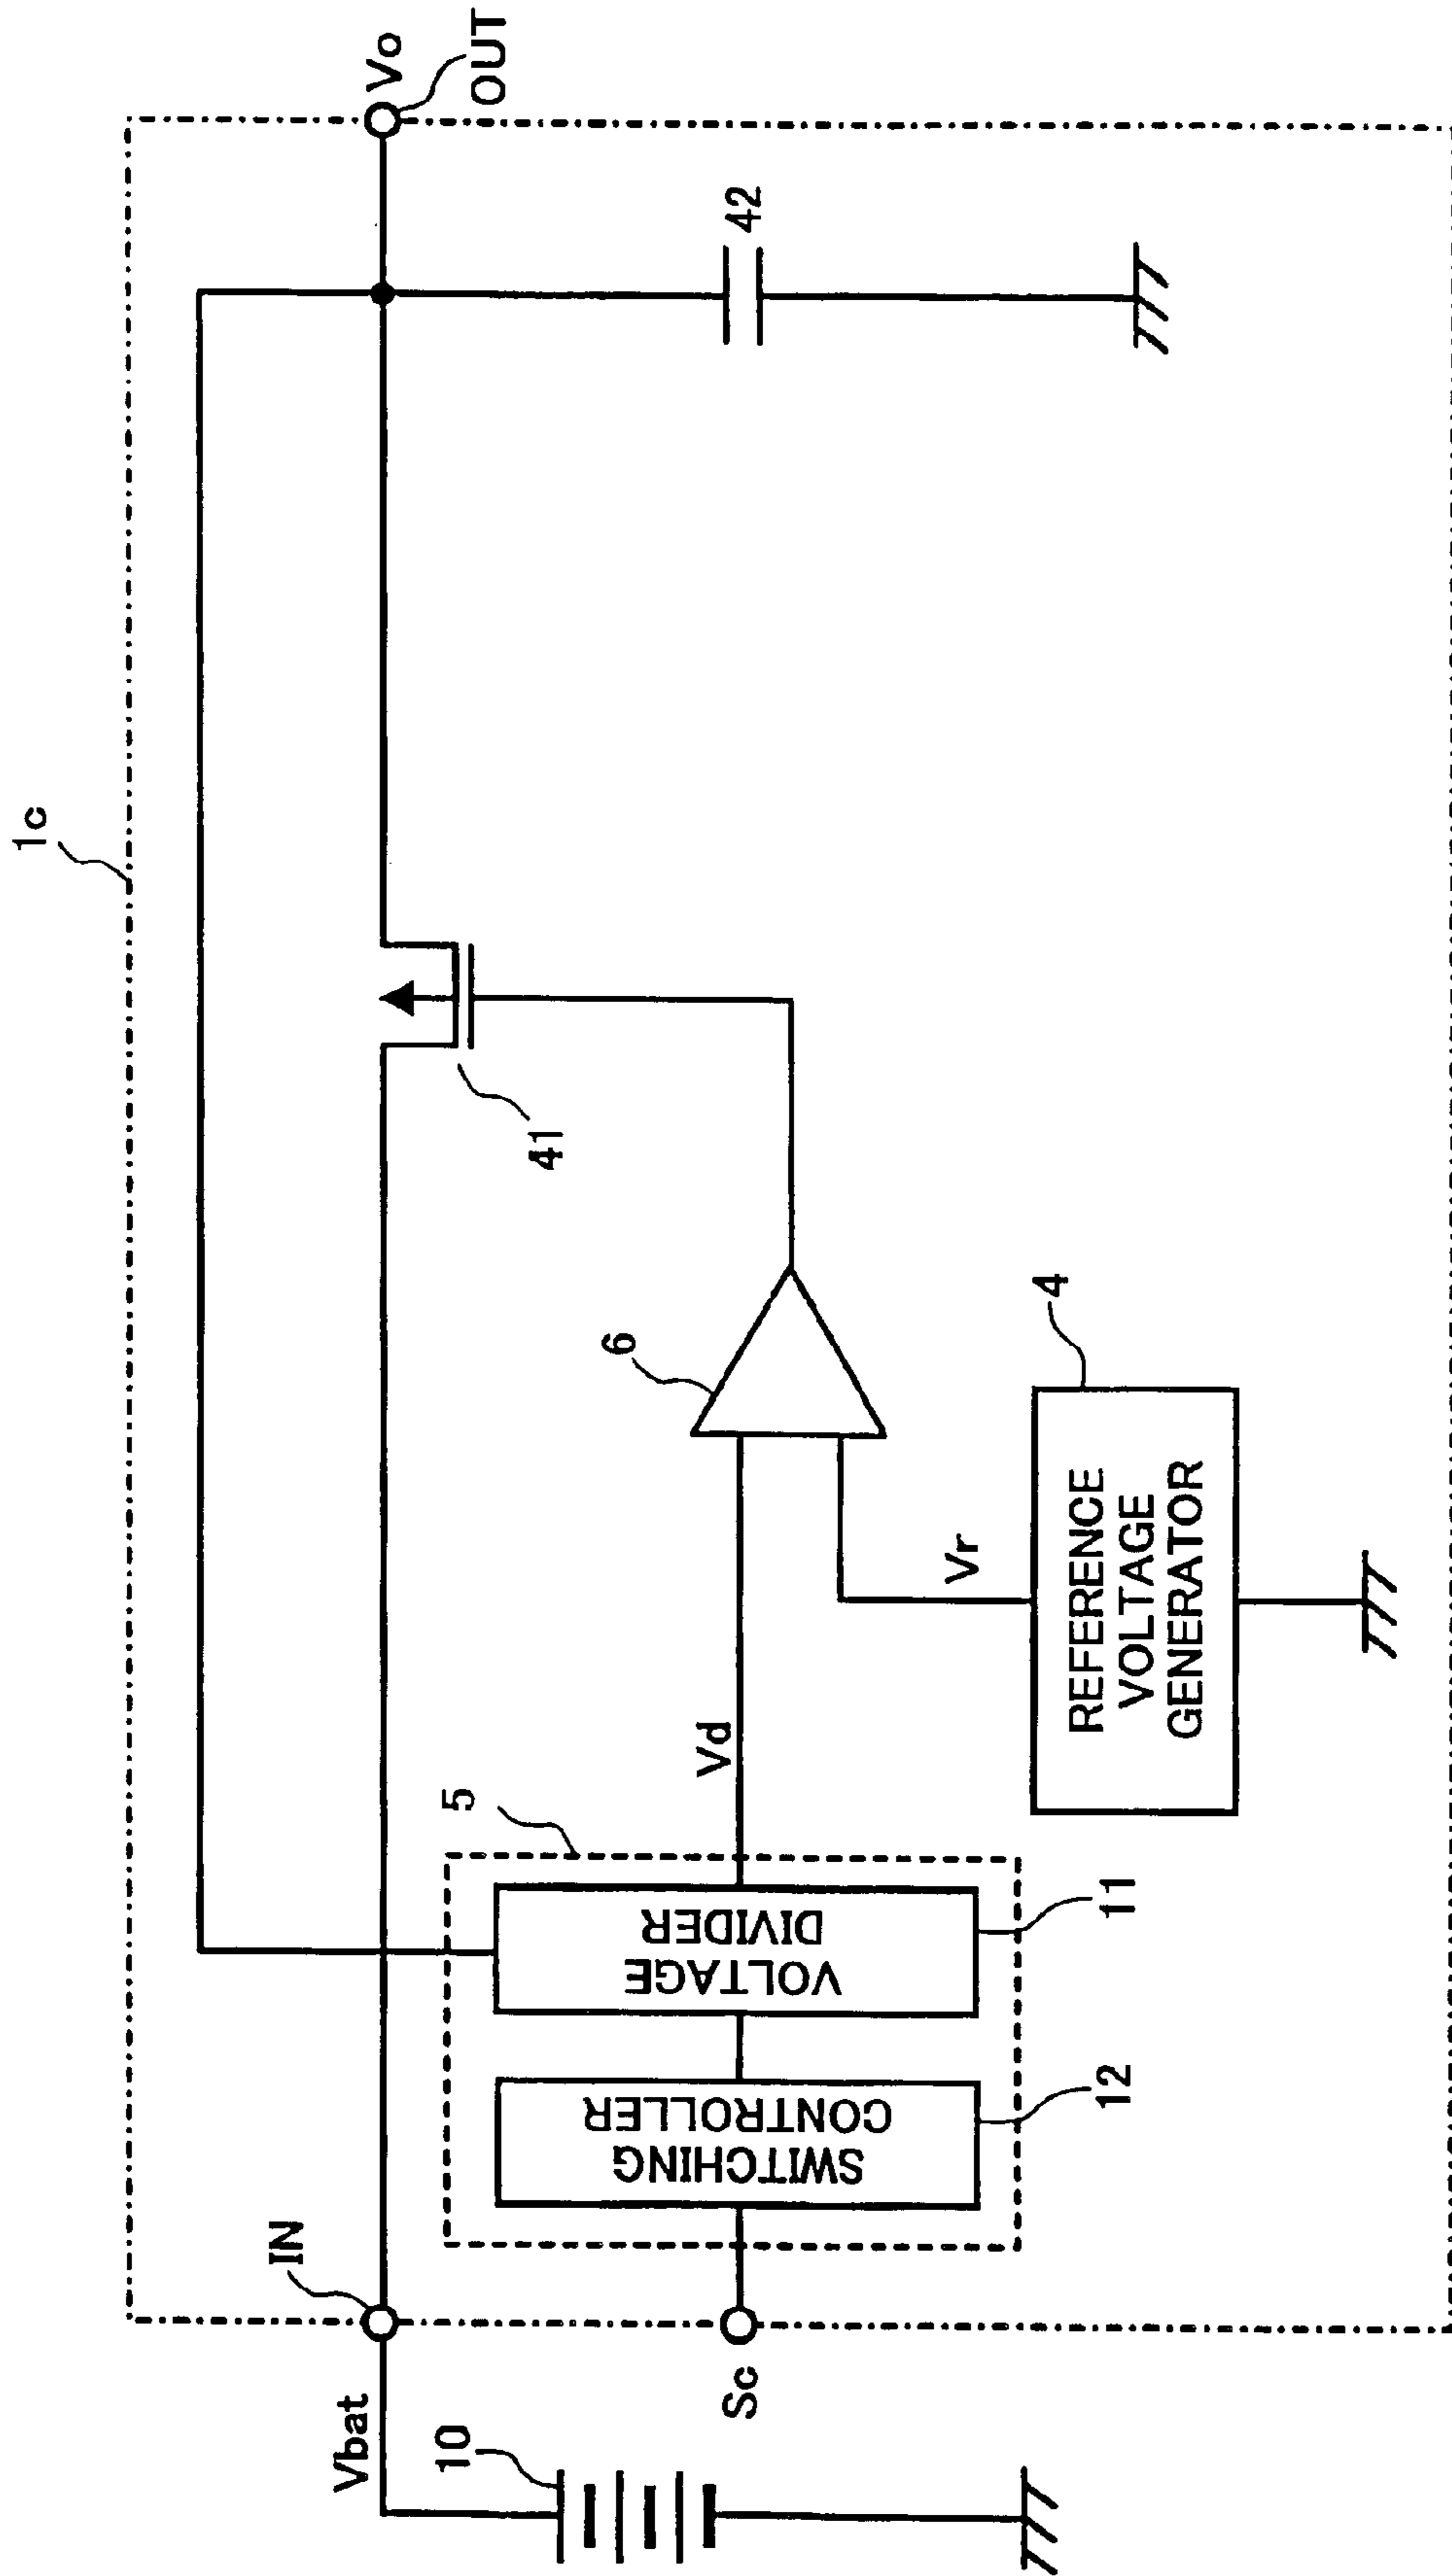 1c
Vbat
IN
Vo
OUT
10
41
42
Sc
5
SWITCHING
CONTROLLER
VOLTAGE
DIVIDER
12
11
Vd
6
Vr
4
REFERENCE
VOLTAGE
GENERATOR